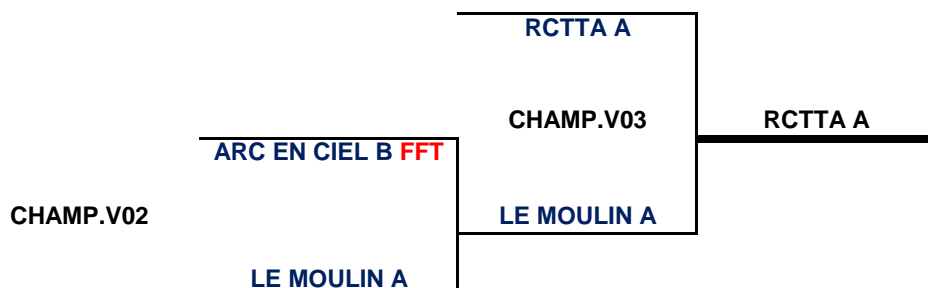 RCTTA A
CHAMP.V03
RCTTA A
ARC EN CIEL B FFT
CHAMP.V02
LE MOULIN A
LE MOULIN A